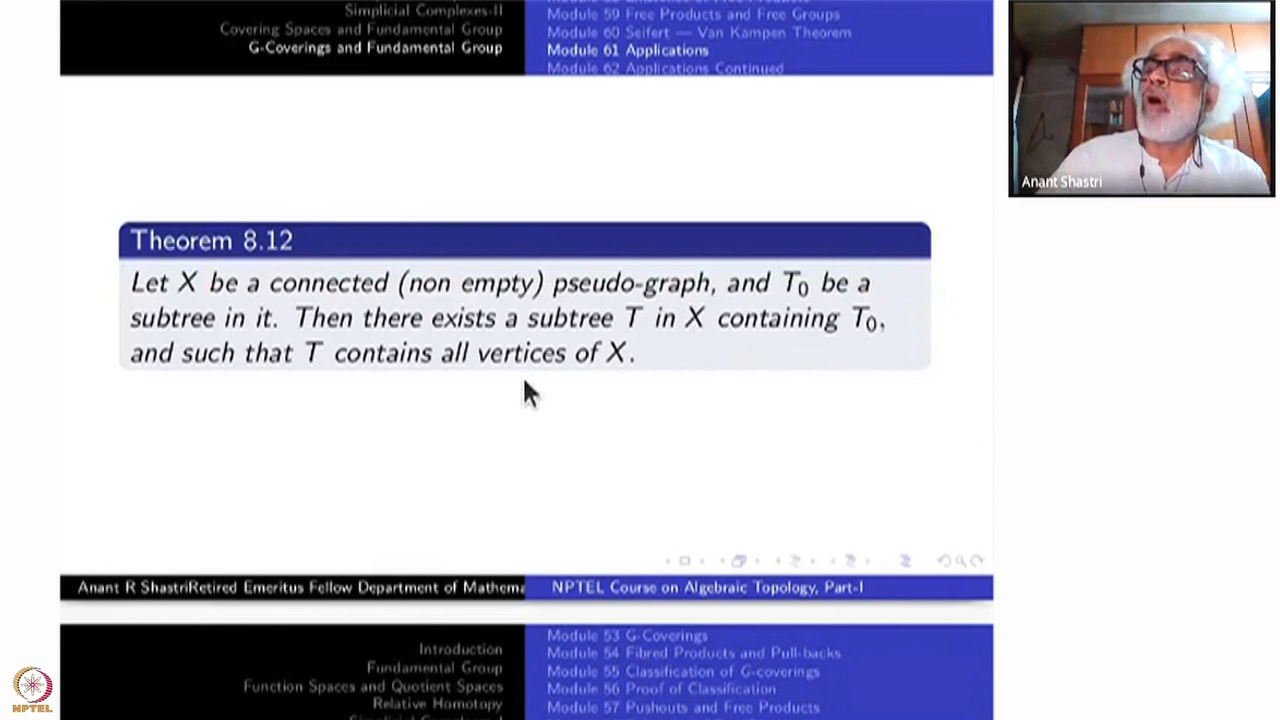 Simplicial Complexes-II
Covering Spaces and Fundamental Group
G-Coverings and Fundamental Group
Module 59 Free Products and Free Groups
Module 60 Seifert — Van Kampen Theorem
Module 61 Applications
Module 62 Applications Continued
Anant Shastri
Theorem 8.12
Let X be a connected (non empty) pseudo-graph, and T₀ be a
subtree in it. Then there exists a subtree T in X containing T₀,
and such that T contains all vertices of X.
Anant R ShastriRetired Emeritus Fellow Department of Mathema
NPTEL Course on Algebraic Topology, Part-I
Introduction
Fundamental Group
Function Spaces and Quotient Spaces
Relative Homotopy
Module 53 G-Coverings
Module 54 Fibred Products and Pull-backs
Module 55 Classification of G-coverings
Module 56 Proof of Classification
Module 57 Pushouts and Free Products
NPTEL